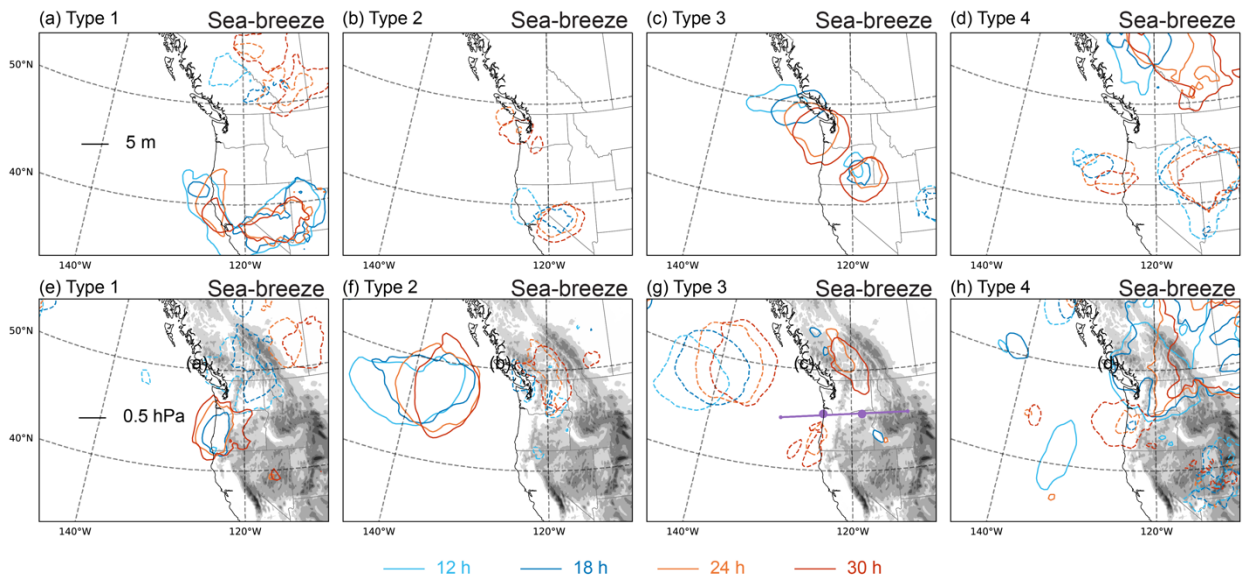 (a) Type 1 Sea-breeze (b) Type 2 Sea-breeze (c) Type 3 Sea-breeze (d) Type 4 Sea-breeze
50°N
5 m
40°N
140°W 120°W 140°W 120°W 140°W 120°W 140°W 120°W
(e) Type 1 Sea-breeze (f) Type 2 Sea-breeze (g) Type 3 Sea-breeze (h) Type 4 Sea-breeze
50°N
0.5 hPa
40°N
140°W 120°W 140°W 120°W 140°W 120°W 140°W 120°W
12 h 18 h 24 h 30 h